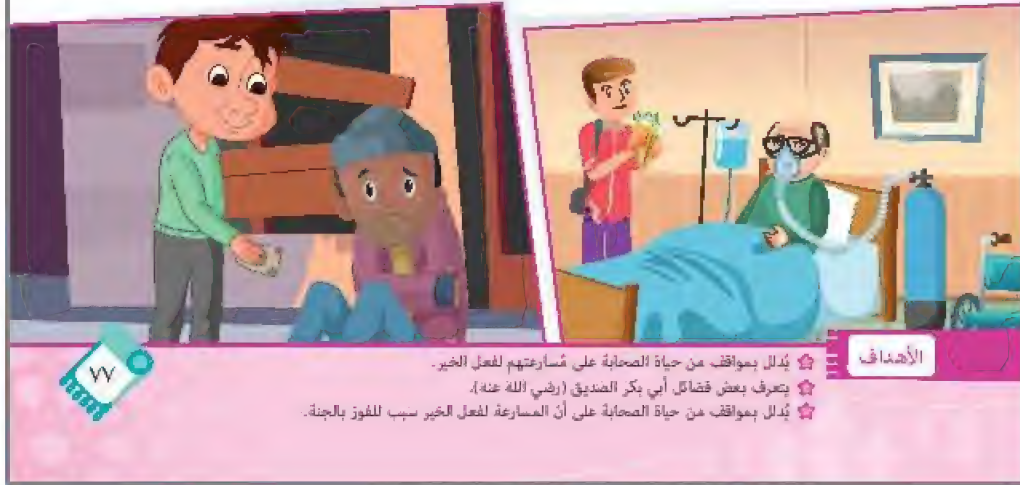 الأهداف
يُدلل بمواقف من حياة الصحابة على مُسارعتهم لفعل الخير.
يتعرف بعض فضائل أبي بكر الصديق (رضي الله عنه).
يُدلل بمواقف من حياة الصحابة على أن المسارعة لفعل الخير سبب للفوز بالجنة.
٧٧